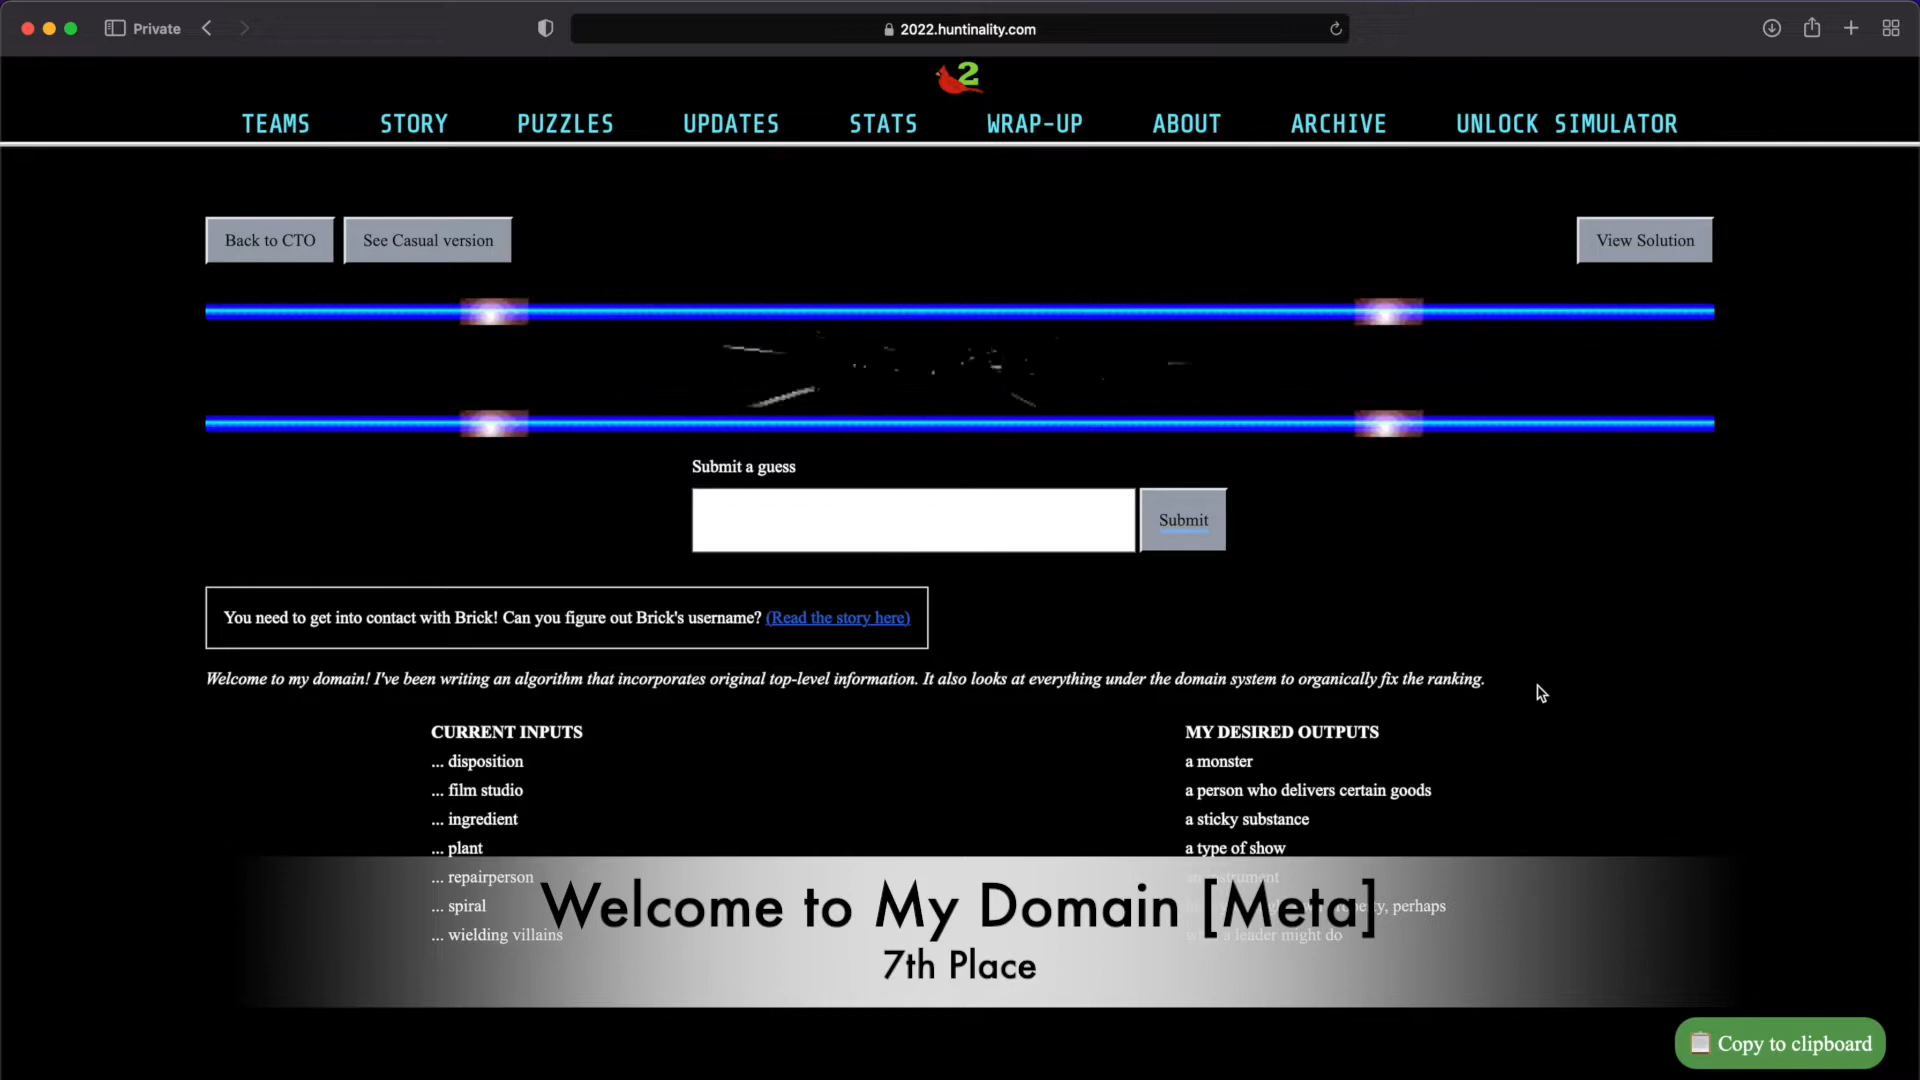 Private
2022.huntinality.com
2
TEAMS STORY PUZZLES UPDATES STATS WRAP-UP ABOUT ARCHIVE UNLOCK SIMULATOR
Back to CTO
See Casual version
View Solution
Submit a guess
Submit
You need to get into contact with Brick! Can you figure out Brick's username? (Read the story here)
Welcome to my domain! I've been writing an algorithm that incorporates original top-level information. It also looks at everything under the domain system to organically fix the ranking.
CURRENT INPUTS
... disposition
... film studio
... ingredient
... plant
... repairperson
... spiral
... wielding villains
MY DESIRED OUTPUTS
a monster
a person who delivers certain goods
a sticky substance
a type of show
instrument
perhaps
a leader might do
Welcome to My Domain [Meta]
7th Place
Copy to clipboard